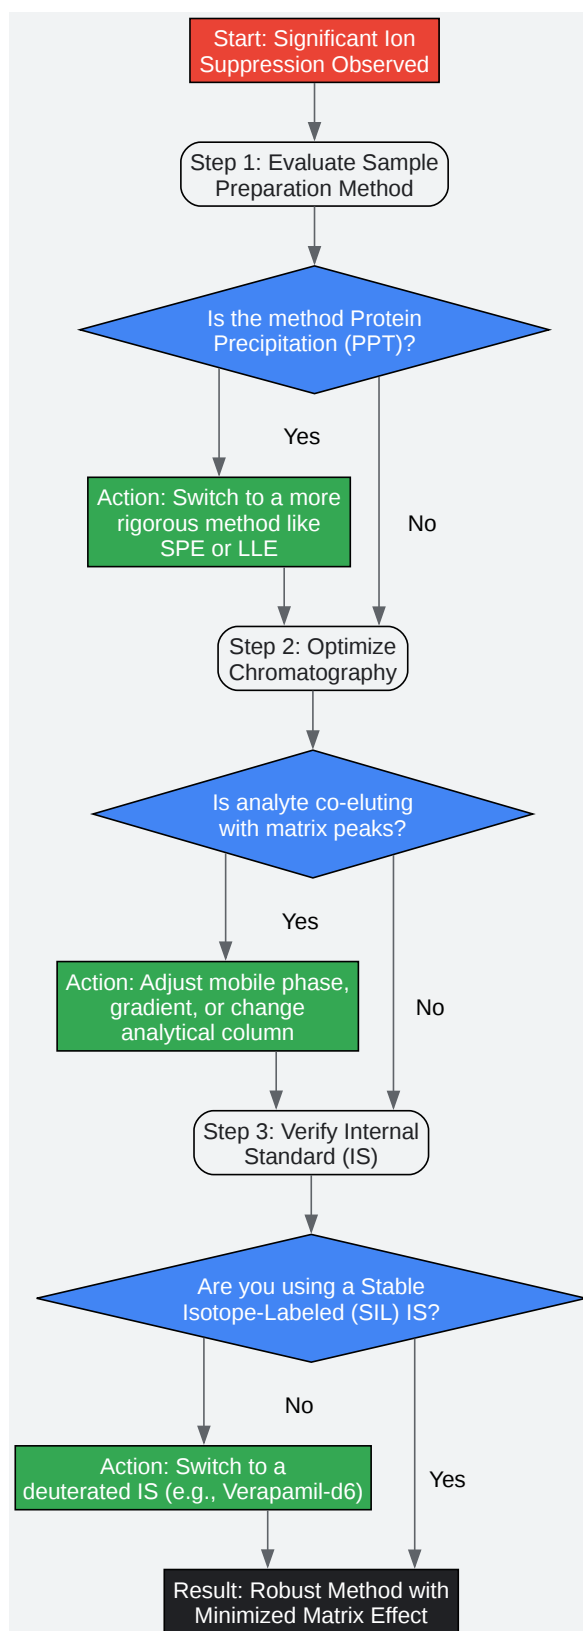 Start: Significant Ion
Suppression Observed
Step 1: Evaluate Sample
Preparation Method
Is the method Protein
Precipitation (PPT)?
Yes
Action: Switch to a more
rigorous method like
SPE or LLE
No
Step 2: Optimize
Chromatography
Is analyte co-eluting
with matrix peaks?
Yes
Action: Adjust mobile phase,
gradient, or change
analytical column
No
Step 3: Verify Internal
Standard (IS)
Are you using a Stable
Isotope-Labeled (SIL) IS?
No
Action: Switch to a
deuterated IS (e.g., Verapamil-d6)
Yes
Result: Robust Method with
Minimized Matrix Effect